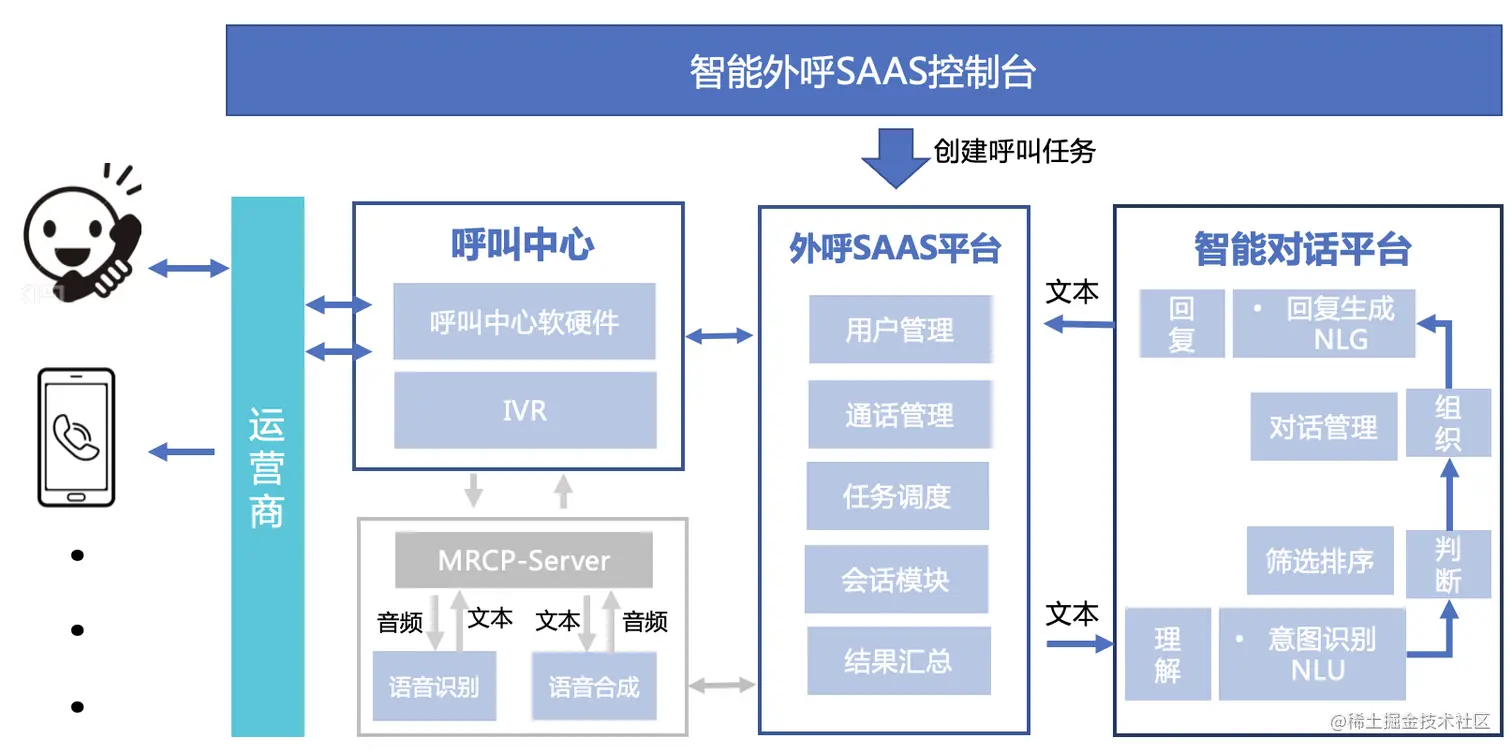 智能外呼SAAS控制台
创建呼叫任务
运
营
商
呼叫中心
呼叫中心软硬件
IVR
MRCP-Server
音频
文本
文本
音频
语音识别
语音合成
外呼SAAS平台
用户管理
通话管理
任务调度
会话模块
结果汇总
文本
文本
智能对话平台
回
复
• 回复生成
NLG
对话管理
组
织
筛选排序
判
断
理
解
• 意图识别
NLU
@稀土掘金技术社区